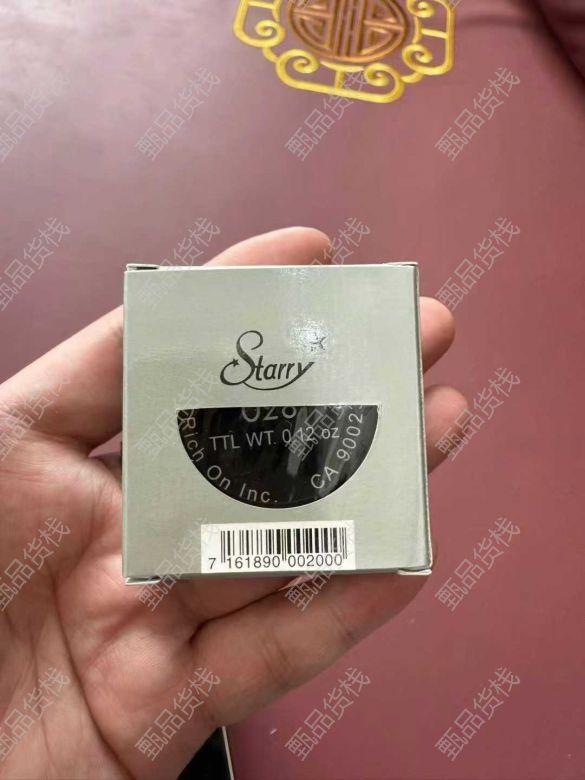 Starry
028
TTL WT. 0.12 oz
Rich On Inc.
CA 9002
7 161890 002000
甄品货栈